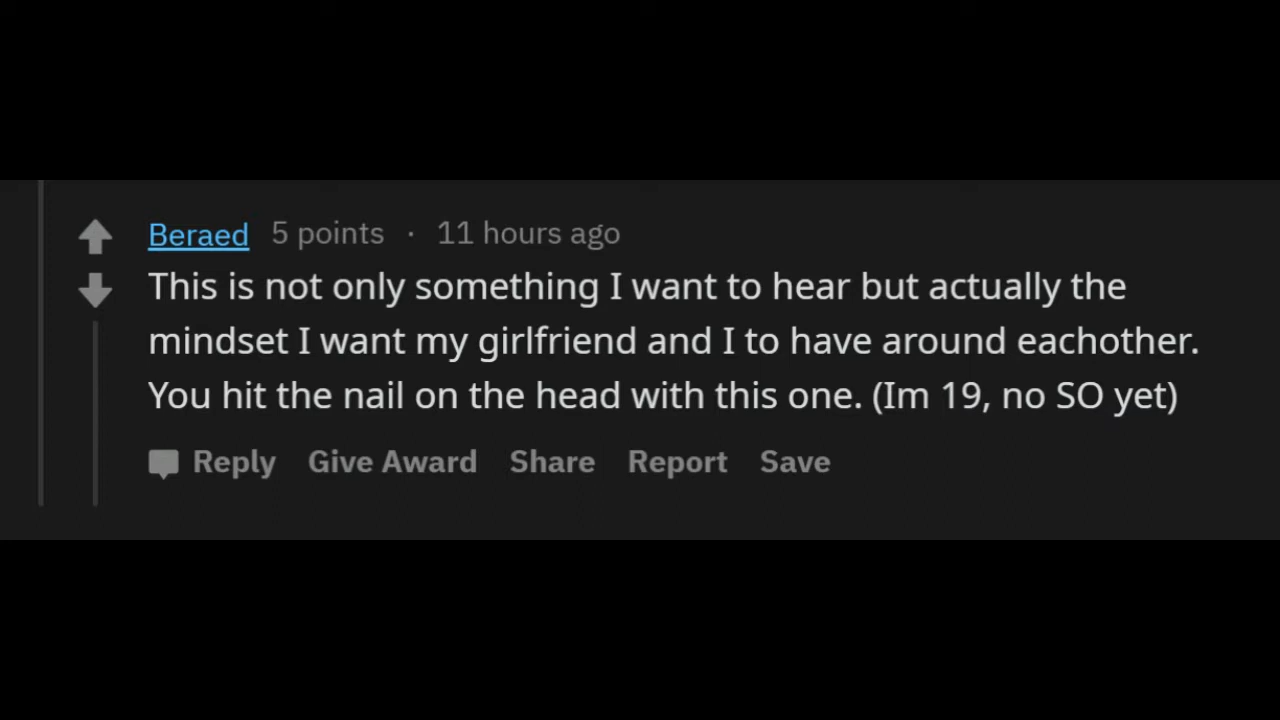 Beraed 5 points · 11 hours ago
This is not only something I want to hear but actually the
mindset I want my girlfriend and I to have around eachother.
You hit the nail on the head with this one. (Im 19, no SO yet)
Reply Give Award Share Report Save